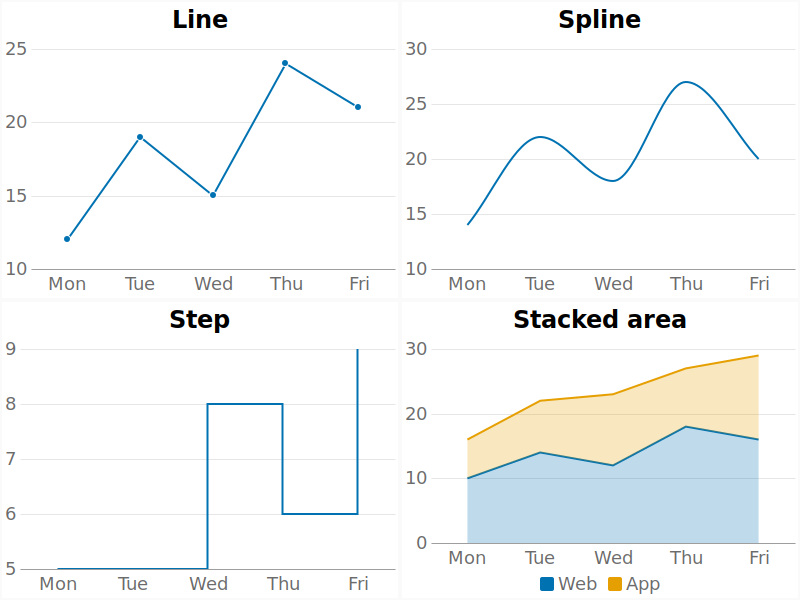 Line
25
20
15
10
Mon Tue Wed Thu Fri
Spline
30
25
20
15
10
Mon Tue Wed Thu Fri
Step
9
8
7
6
5
Mon Tue Wed Thu Fri
Stacked area
30
20
10
0
Mon Tue Wed Thu Fri
Web App